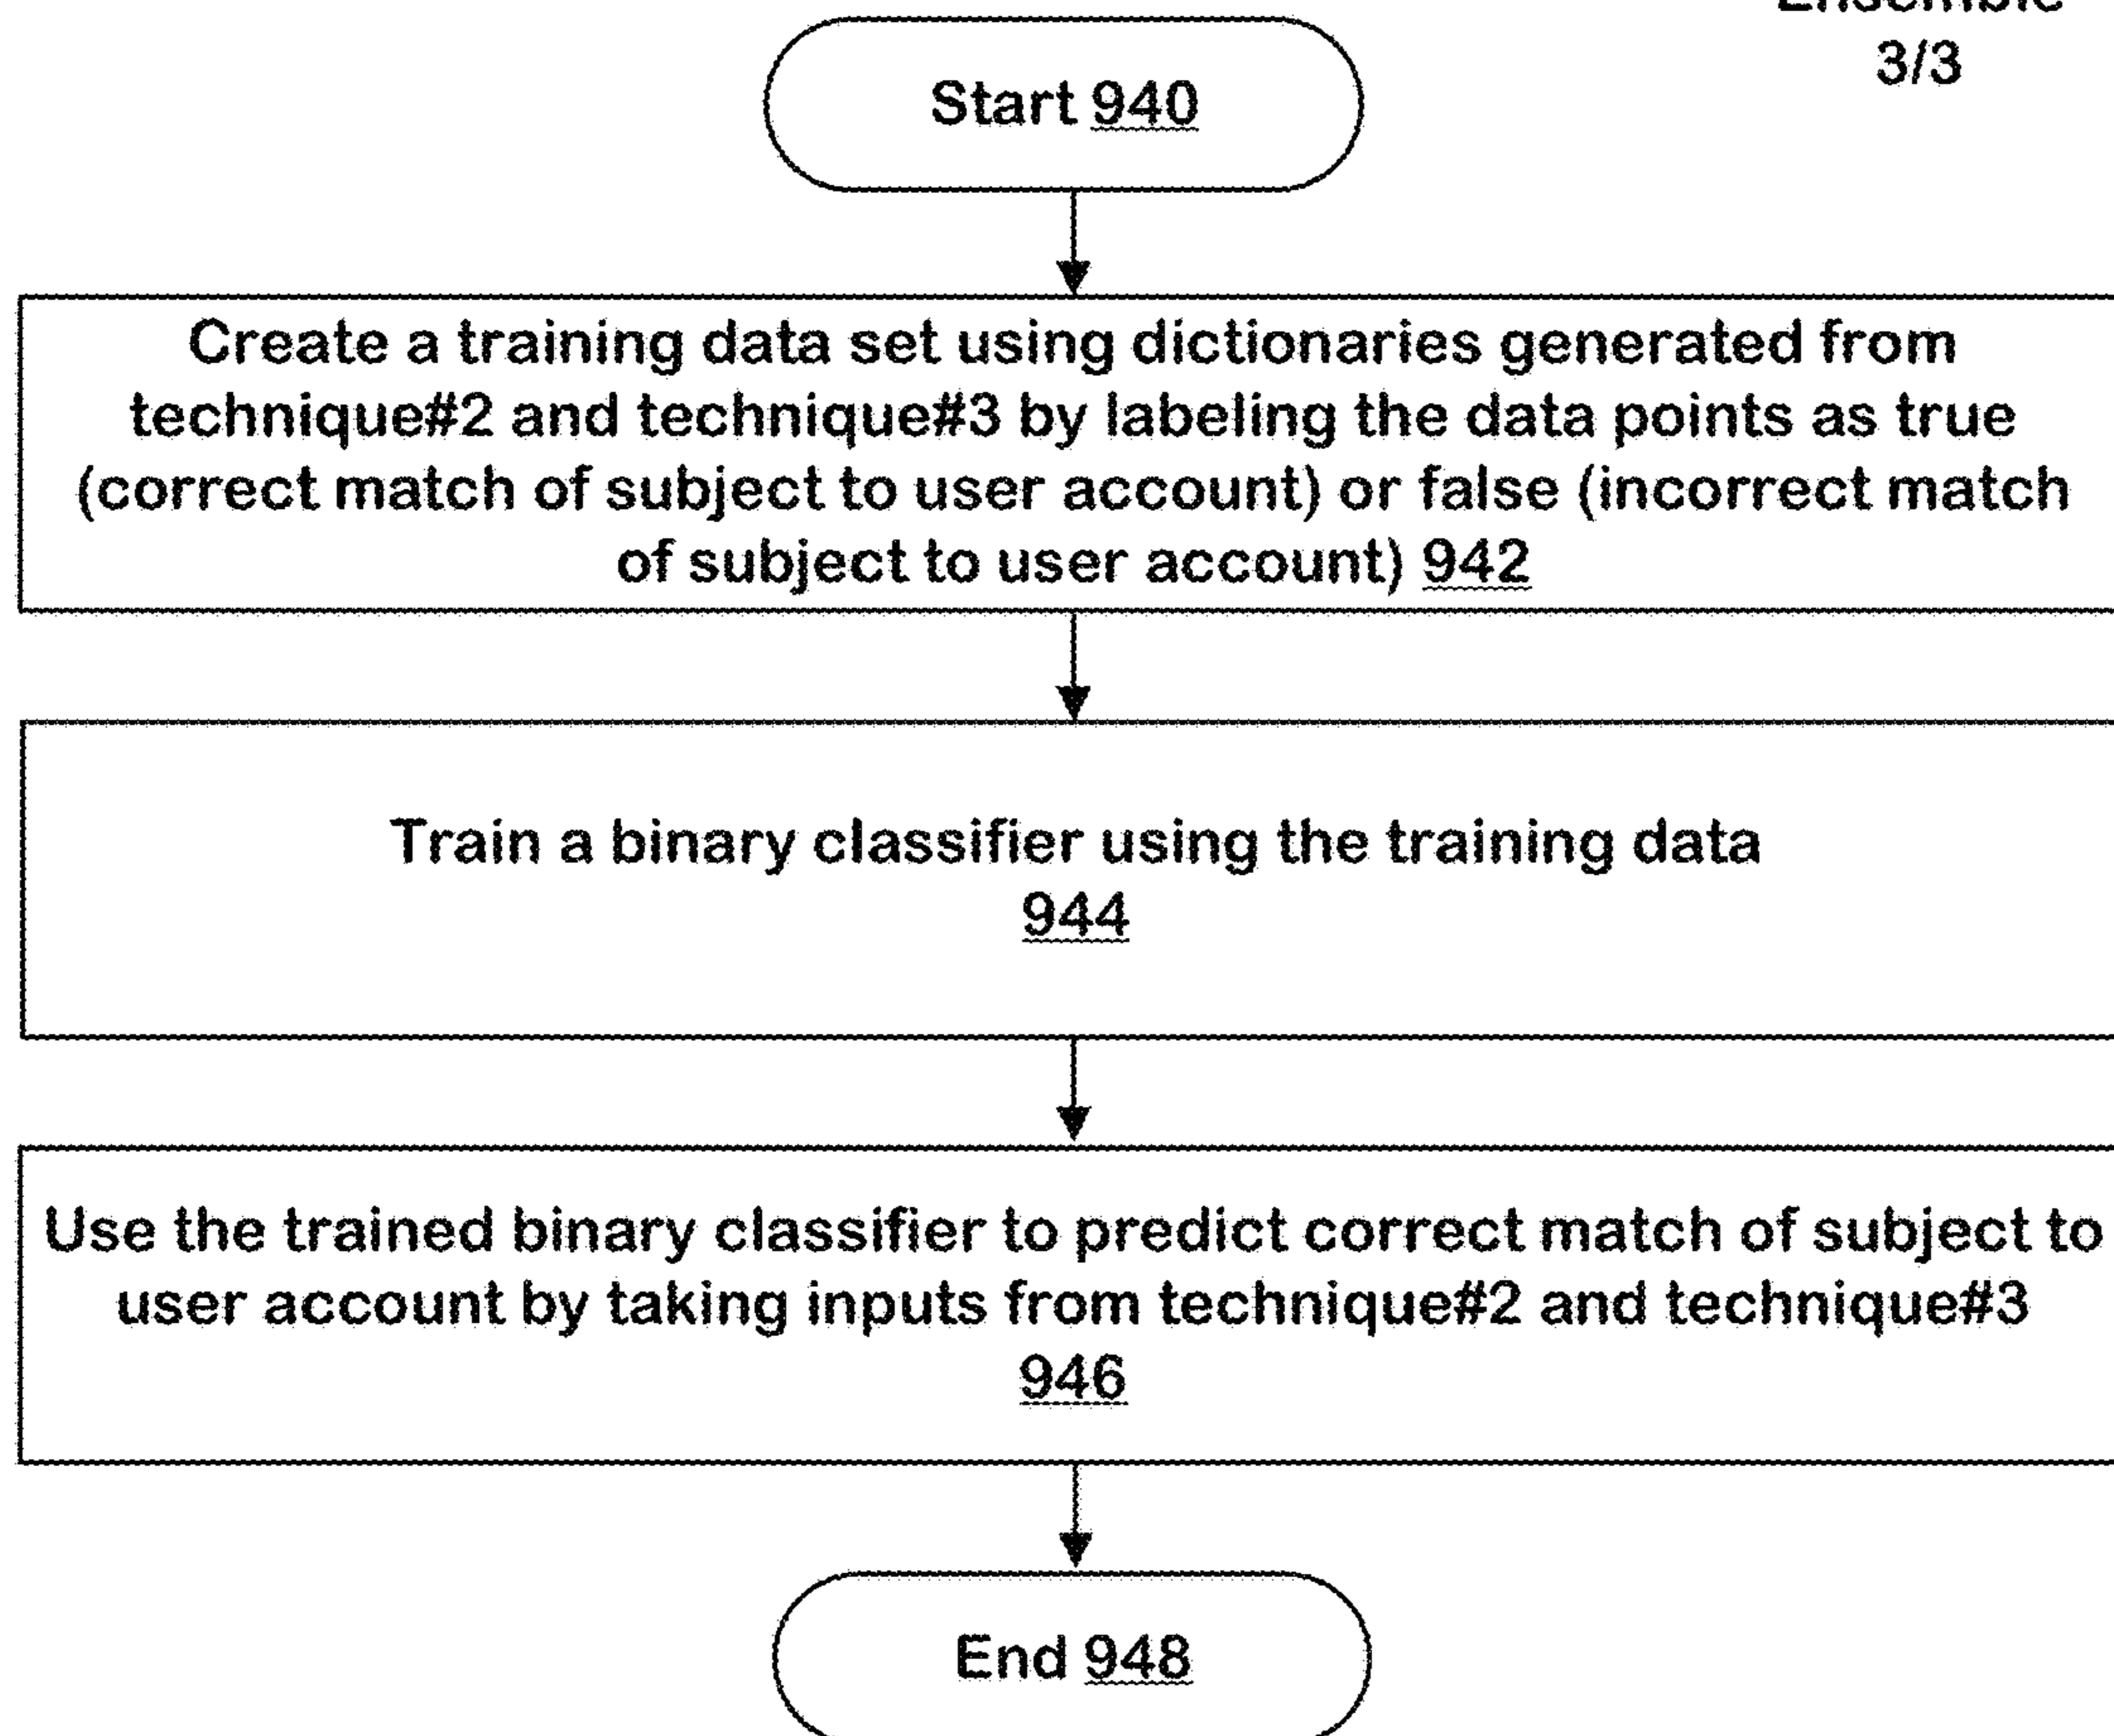 Ensemble
3/3
Start 940
Create a training data set using dictionaries generated from
technique#2 and technique#3 by labeling the data points as true
(correct match of subject to user account) or false (incorrect match
of subject to user account) 942
Train a binary classifier using the training data
944
Use the trained binary classifier to predict correct match of subject to
user account by taking inputs from technique#2 and technique#3
946
End 948